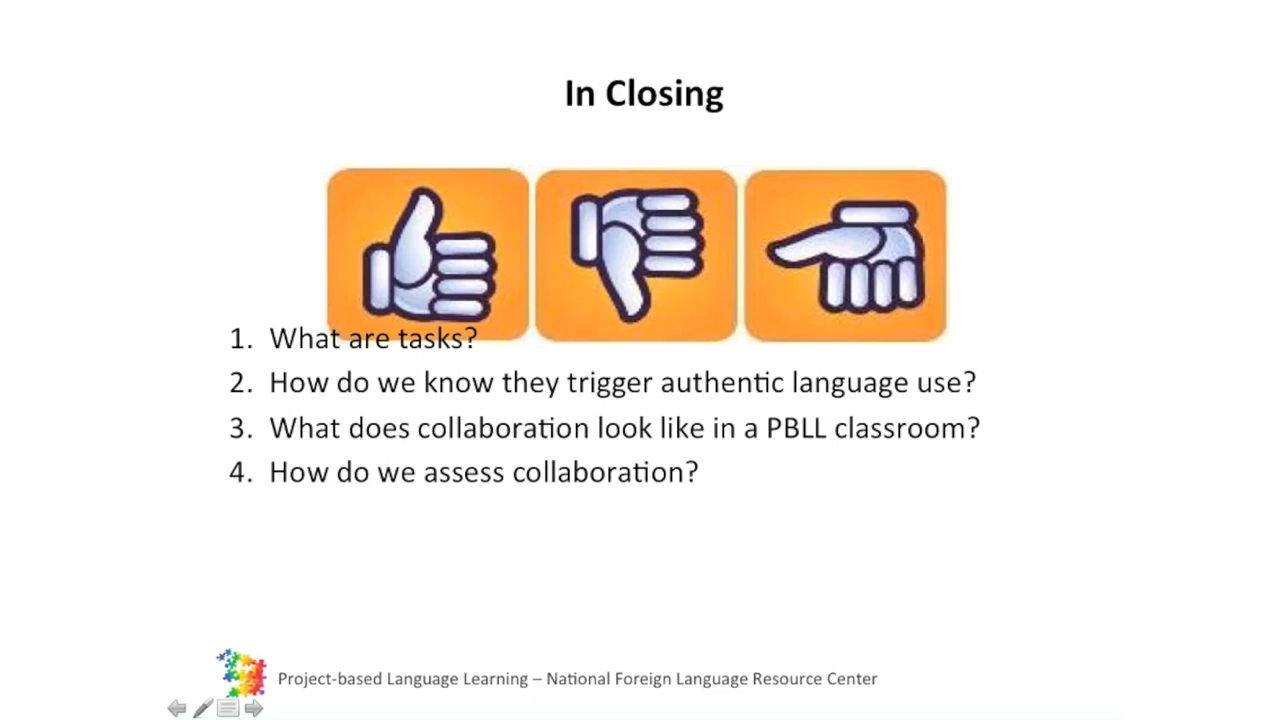 In Closing
1. What are tasks?
2. How do we know they trigger authentic language use?
3. What does collaboration look like in a PBLL classroom?
4. How do we assess collaboration?
Project-based Language Learning – National Foreign Language Resource Center